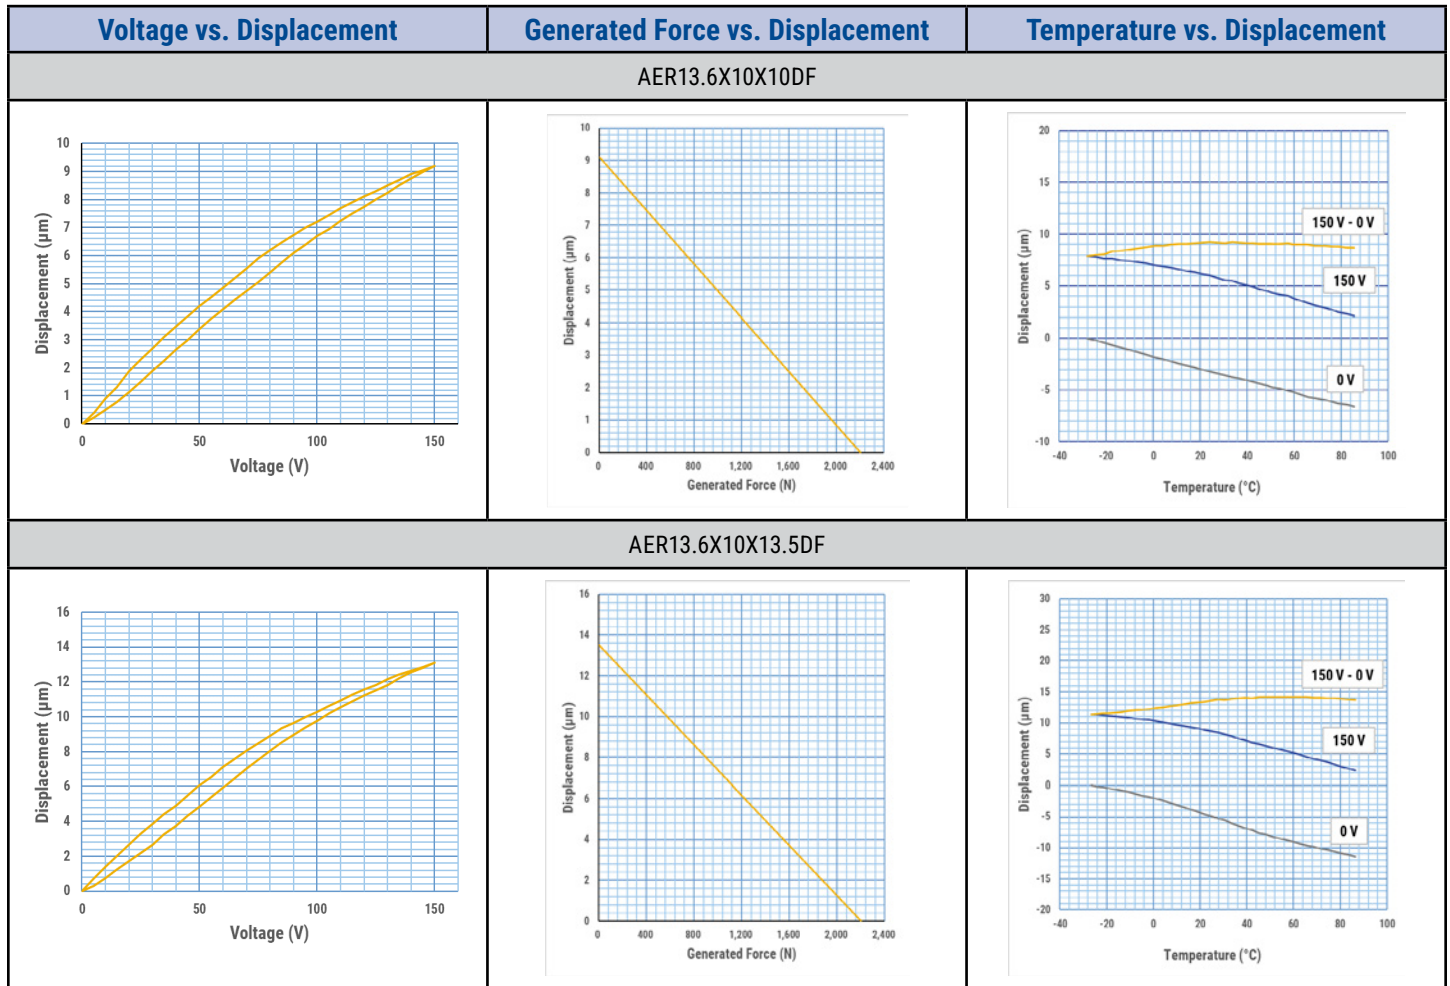 Voltage vs. Displacement
Generated Force vs. Displacement
Temperature vs. Displacement
AER13.6X10X10DF
10
9
8
7
6
5
4
3
2
1
0
Displacement (µm)
0 50 100 150
Voltage (V)
10
9
8
7
6
5
4
3
2
1
0
Displacement (µm)
0 400 800 1,200 1,600 2,000 2,400
Generated Force (N)
20
15
10
5
0
-5
-10
Displacement (µm)
150 V - 0 V
150 V
0 V
-40 -20 0 20 40 60 80 100
Temperature (°C)
AER13.6X10X13.5DF
16
14
12
10
8
6
4
2
0
Displacement (µm)
0 50 100 150
Voltage (V)
16
14
12
10
8
6
4
2
0
Displacement (µm)
0 400 800 1,200 1,600 2,000 2,400
Generated Force (N)
30
25
20
15
10
5
0
-5
-10
-15
-20
Displacement (µm)
150 V - 0 V
150 V
0 V
-40 -20 0 20 40 60 80 100
Temperature (°C)